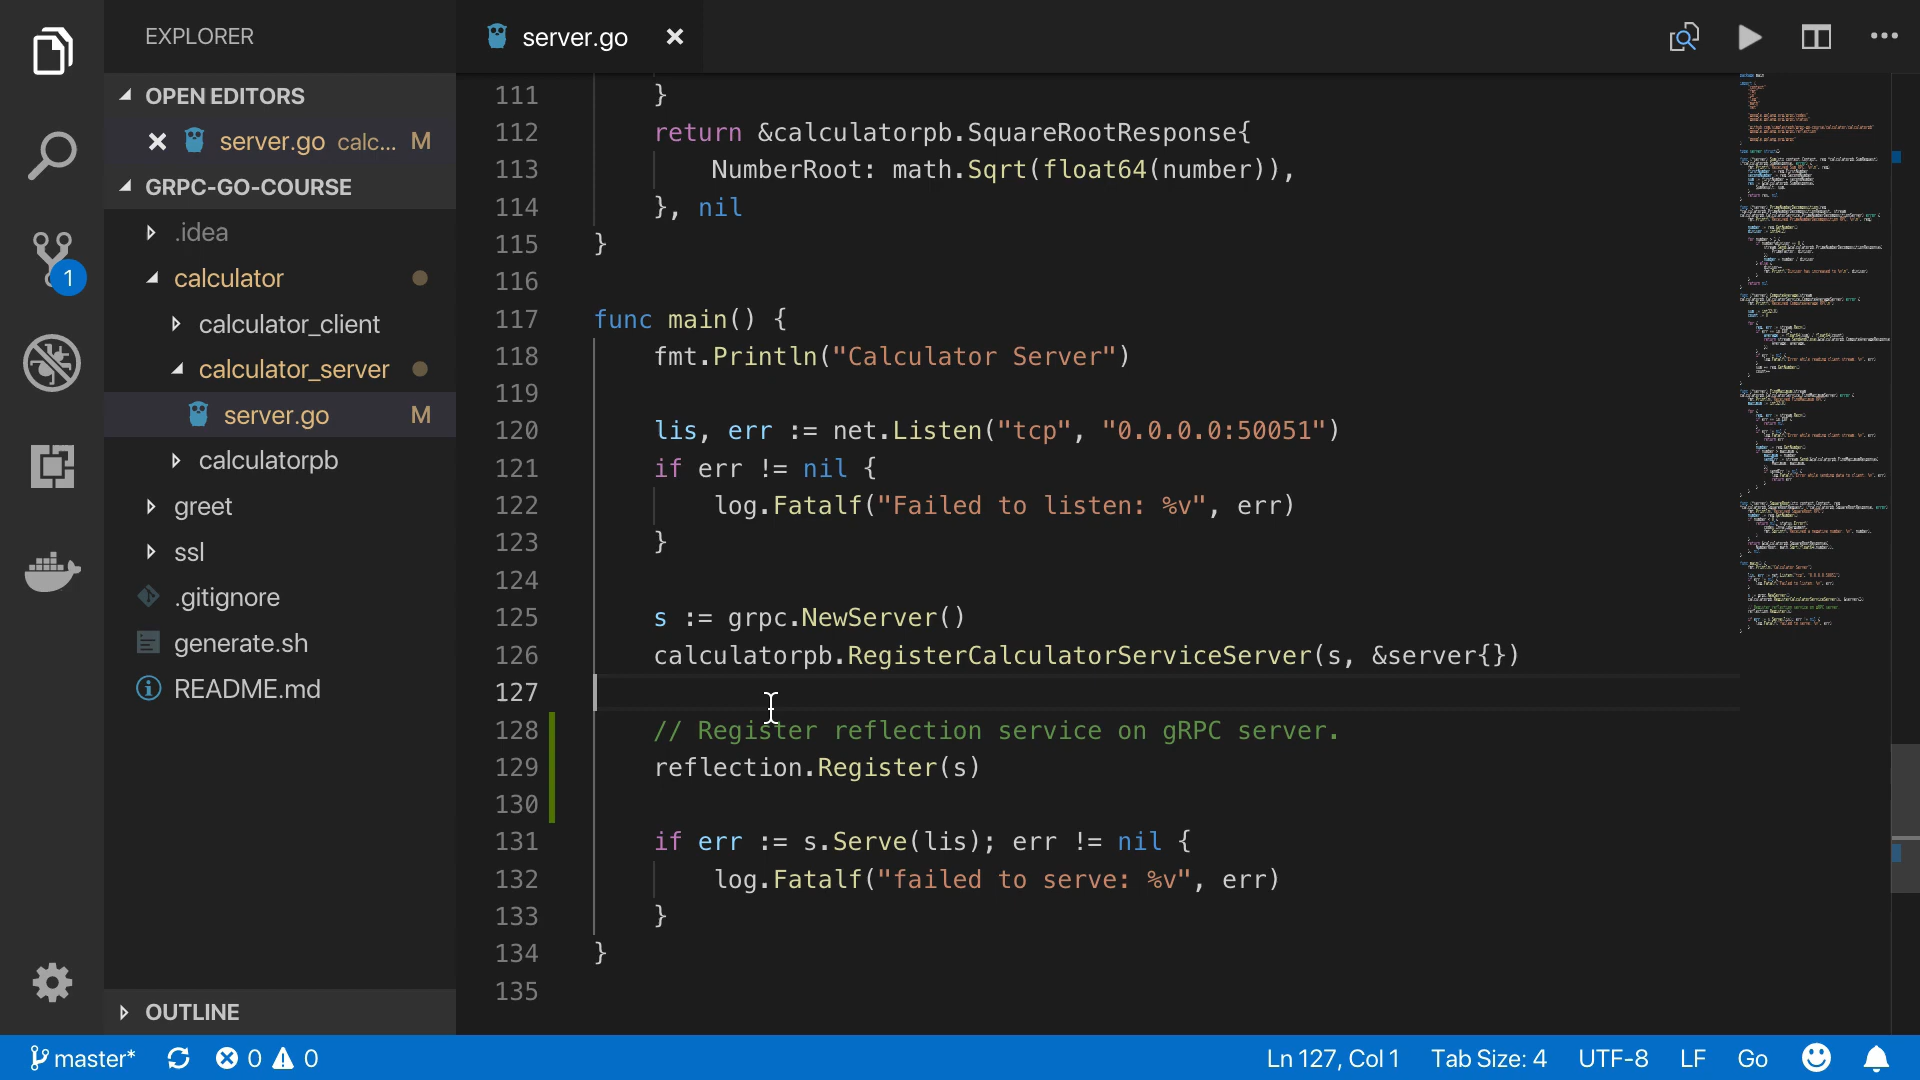 EXPLORER
OPEN EDITORS
server.go calc... M
GRPC-GO-COURSE
.idea
calculator
calculator_client
calculator_server
server.go M
calculatorpb
greet
ssl
.gitignore
generate.sh
README.md
OUTLINE
1
server.go
111 }
112 return &calculatorpb.SquareRootResponse{
113 NumberRoot: math.Sqrt(float64(number)),
114 }, nil
115 }
116
117 func main() {
118 fmt.Println("Calculator Server")
119
120 lis, err := net.Listen("tcp", "0.0.0.0:50051")
121 if err != nil {
122 log.Fatalf("Failed to listen: %v", err)
123 }
124
125 s := grpc.NewServer()
126 calculatorpb.RegisterCalculatorServiceServer(s, &server{})
127
128 // Register reflection service on gRPC server.
129 reflection.Register(s)
130
131 if err := s.Serve(lis); err != nil {
132 log.Fatalf("failed to serve: %v", err)
133 }
134 }
135
master* 0 0 Ln 127, Col 1 Tab Size: 4 UTF-8 LF Go